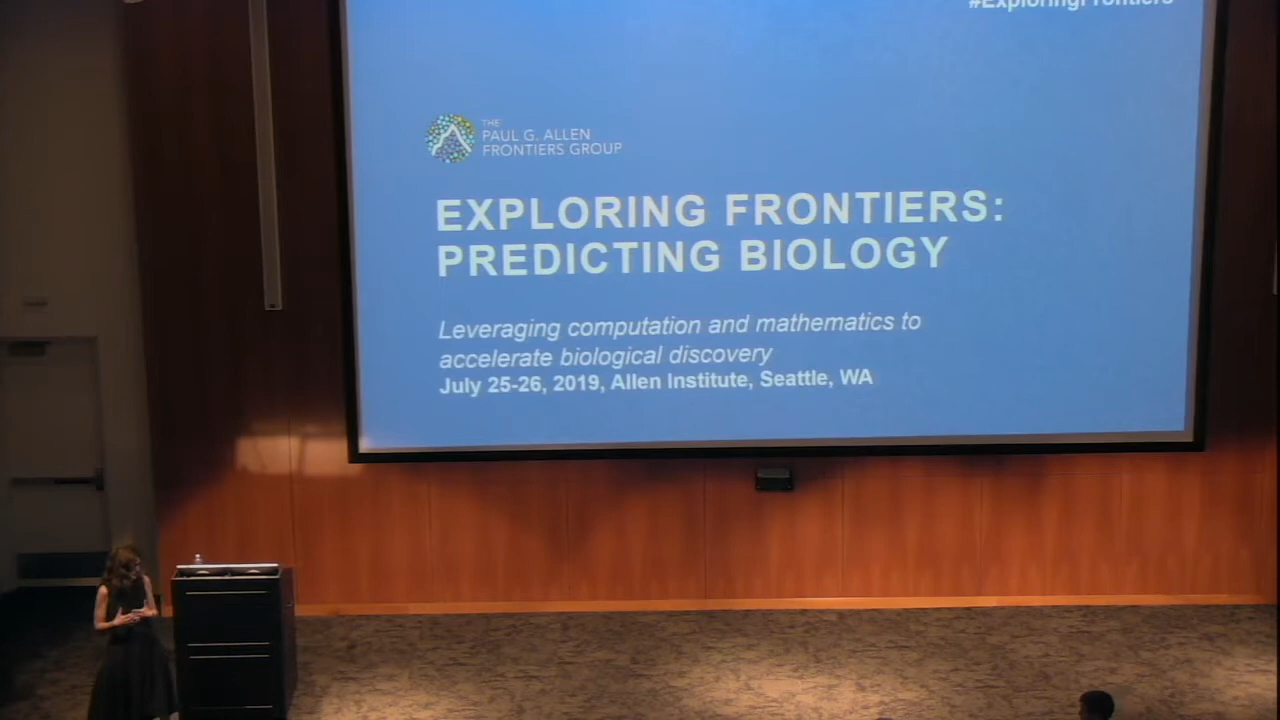 #ExploringFrontiers
THE
PAUL G. ALLEN
FRONTIERS GROUP
EXPLORING FRONTIERS:
PREDICTING BIOLOGY
Leveraging computation and mathematics to
accelerate biological discovery
July 25-26, 2019, Allen Institute, Seattle, WA